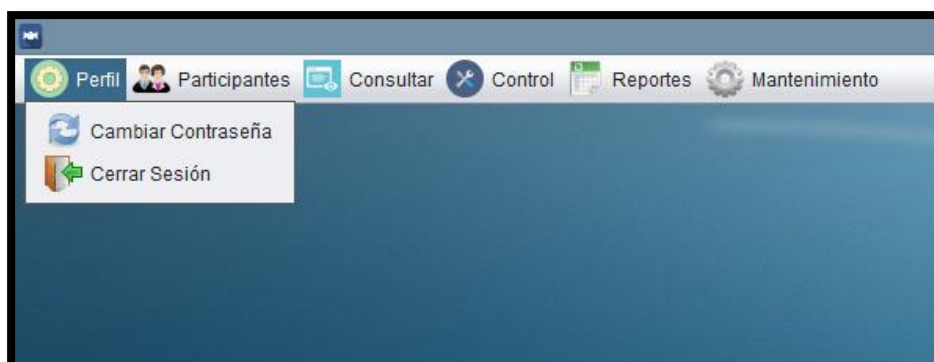 Perfil Participantes Consultar Control Reportes Mantenimiento
Cambiar Contraseña
Cerrar Sesión